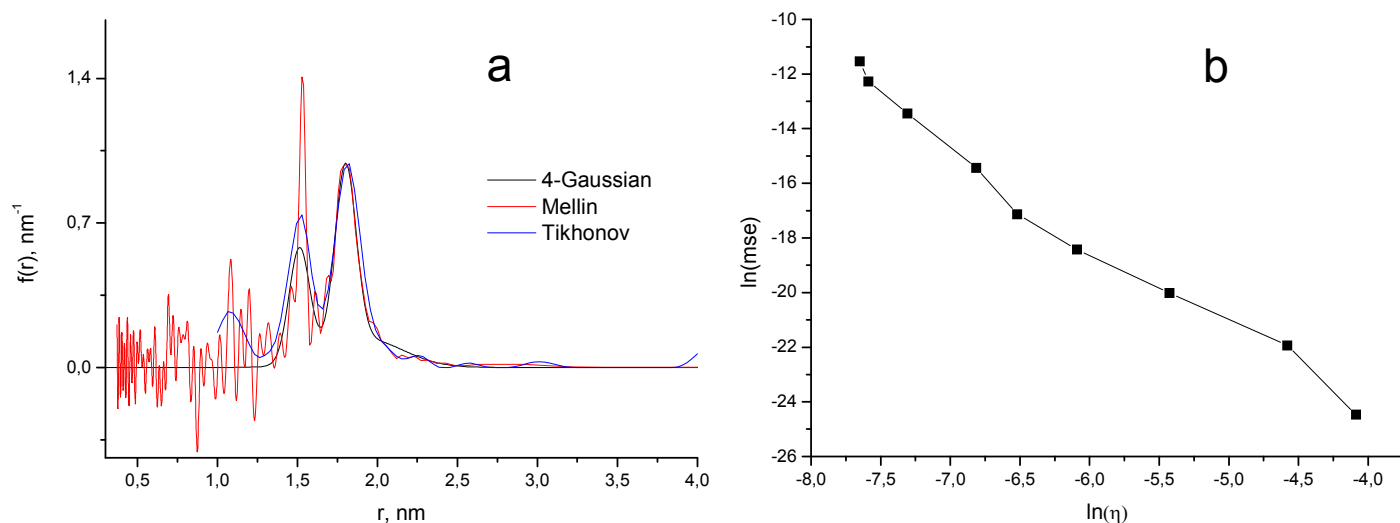 a
1,4
0,7
0,0
f(r), nm-1
4-Gaussian
Mellin
Tikhonov
0,5 1,0 1,5 2,0 2,5 3,0 3,5 4,0
r, nm
b
-10
-12
-14
-16
-18
-20
-22
-24
-26
ln(mse)
-8,0 -7,5 -7,0 -6,5 -6,0 -5,5 -5,0 -4,5 -4,0
ln(η)